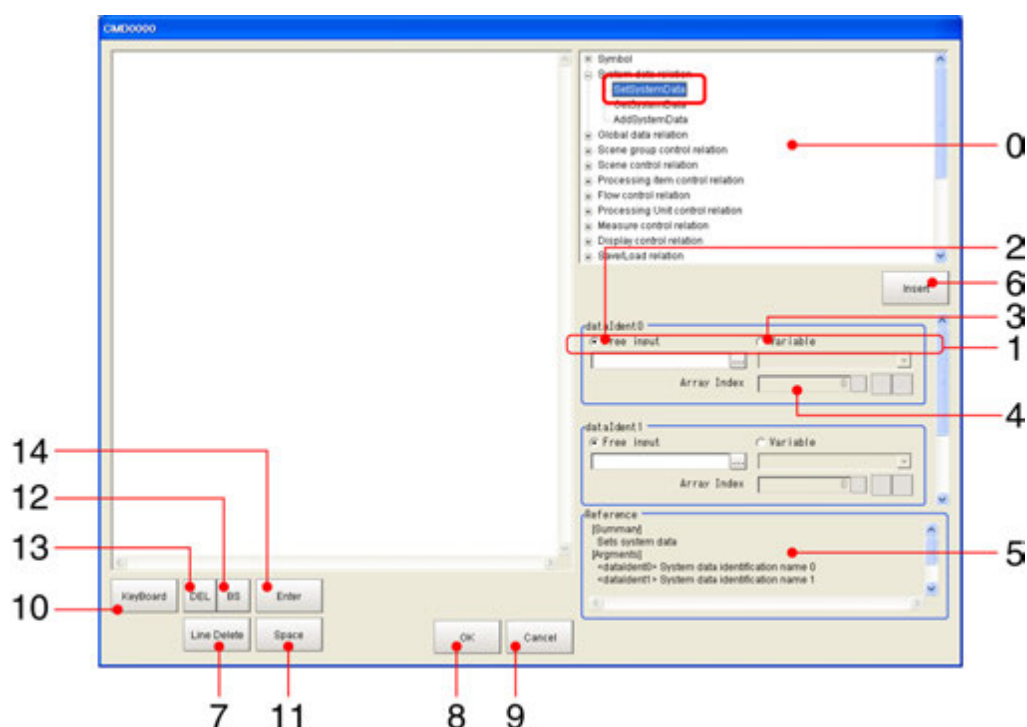 CMD0000
Symbol
System data relation
SetSystemData
GetSystemData
AddSystemData
Global data relation
Scene group control relation
Scene control relation
Processing item control relation
Flow control relation
Processing Unit control relation
Measure control relation
Display control relation
Save/Load relation
0
2
Insert
6
3
dataIdent0
1
Free input
Variable
Array Index
0
4
dataIdent1
Free input
Variable
Array Index
0
Reference
[Summary]
Sets system data
[Argments]
<dataIdent0> System data identification name 0
<dataIdent1> System data identification name 1
5
14
12
13
10
KeyBoard
DEL
BS
Enter
Line Delete
Space
OK
Cancel
7
11
8
9